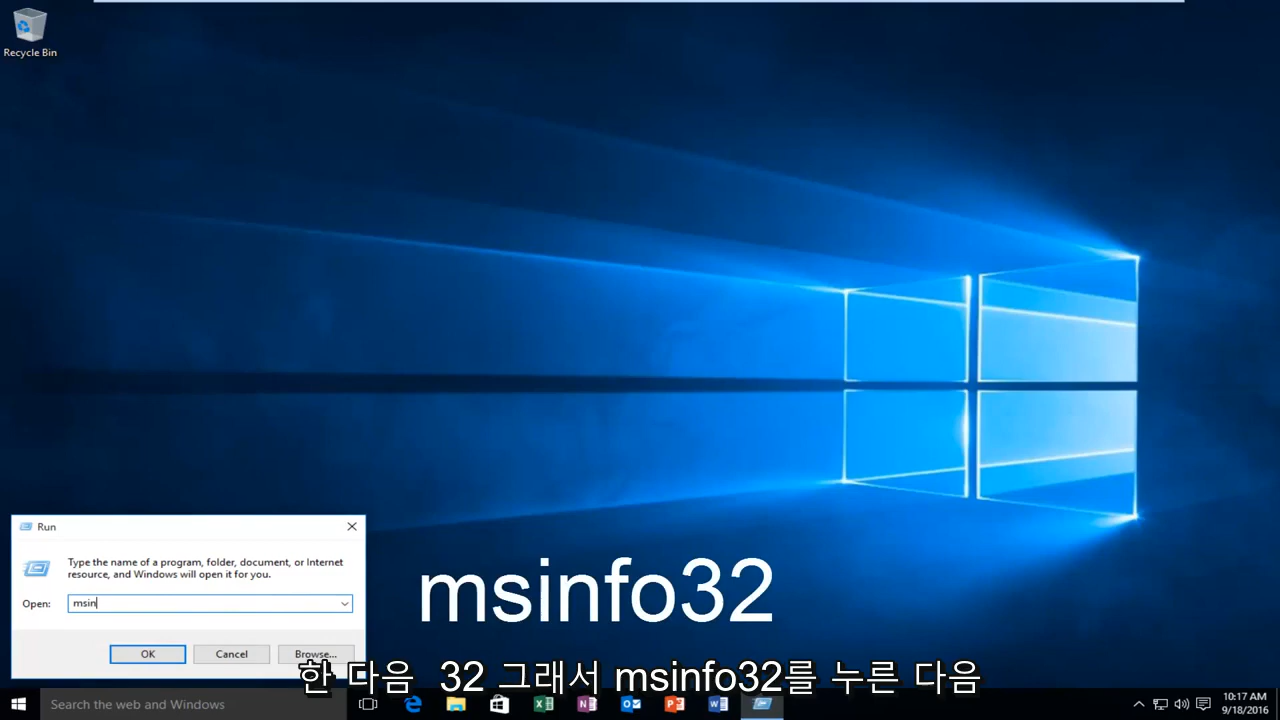 Recycle Bin
Run
Type the name of a program, folder, document, or Internet
resource, and Windows will open it for you.
Open: msin
OK Cancel Browse...
msinfo32
한 다음 32 그래서 msinfo32를 누른 다음
Search the web and Windows
10:17 AM
9/18/2016